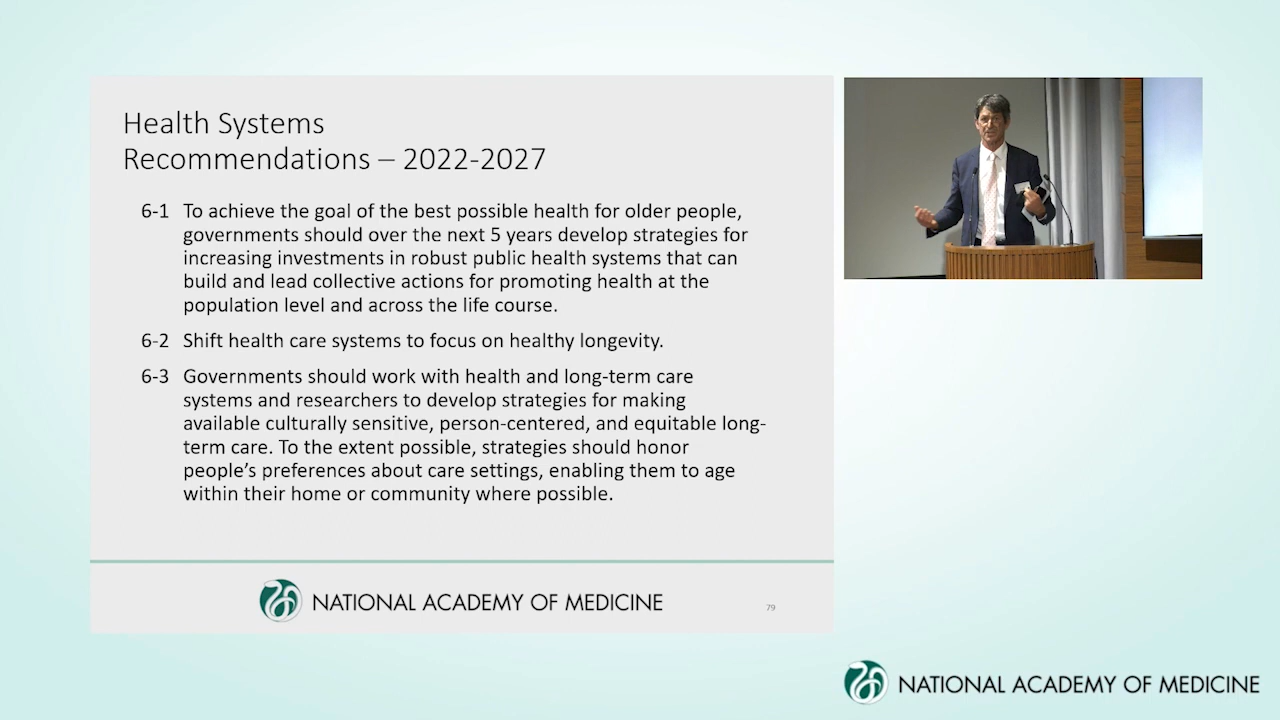 Health Systems
Recommendations – 2022-2027
6-1 To achieve the goal of the best possible health for older people,
governments should over the next 5 years develop strategies for
increasing investments in robust public health systems that can
build and lead collective actions for promoting health at the
population level and across the life course.
6-2 Shift health care systems to focus on healthy longevity.
6-3 Governments should work with health and long-term care
systems and researchers to develop strategies for making
available culturally sensitive, person-centered, and equitable long-
term care. To the extent possible, strategies should honor
people’s preferences about care settings, enabling them to age
within their home or community where possible.
NATIONAL ACADEMY OF MEDICINE
79
NATIONAL ACADEMY OF MEDICINE